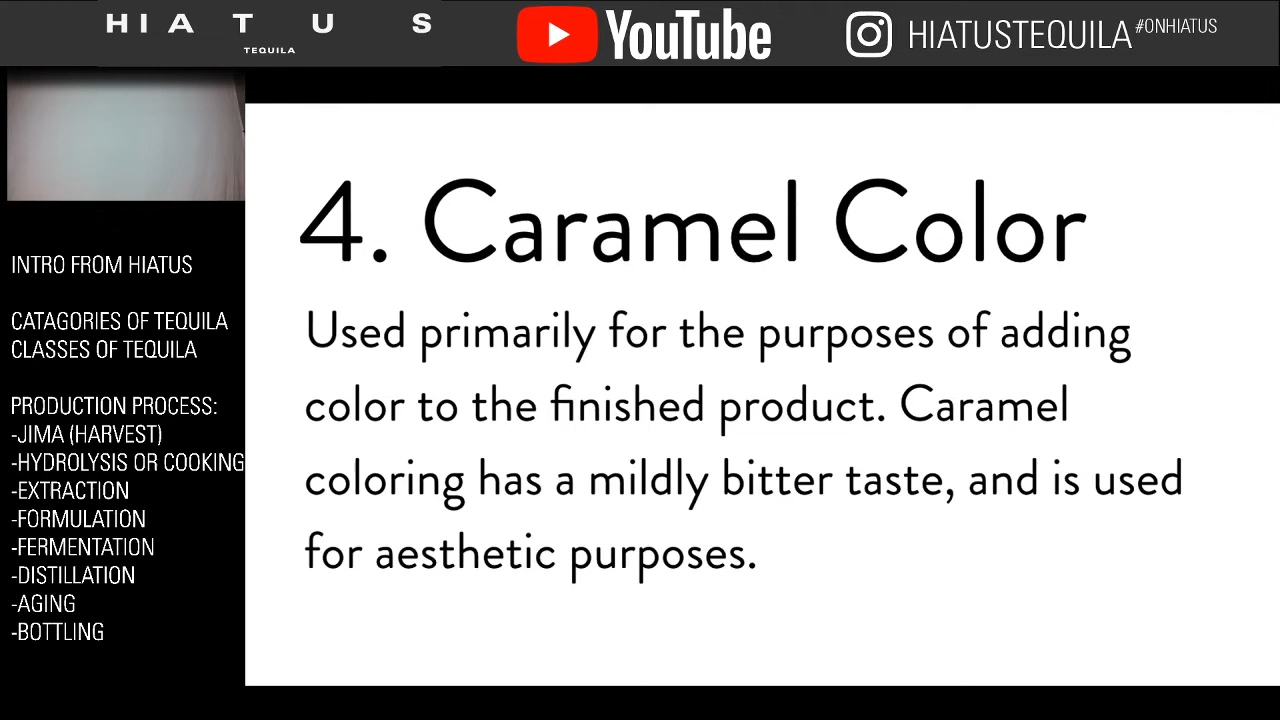 HIATUS
TEQUILA
YouTube
HIATUSTEQUILA #ONHIATUS
INTRO FROM HIATUS
CATAGORIES OF TEQUILA
CLASSES OF TEQUILA
PRODUCTION PROCESS:
-JIMA (HARVEST)
-HYDROLYSIS OR COOKING
-EXTRACTION
-FORMULATION
-FERMENTATION
-DISTILLATION
-AGING
-BOTTLING
4. Caramel Color
Used primarily for the purposes of adding
color to the finished product. Caramel
coloring has a mildly bitter taste, and is used
for aesthetic purposes.